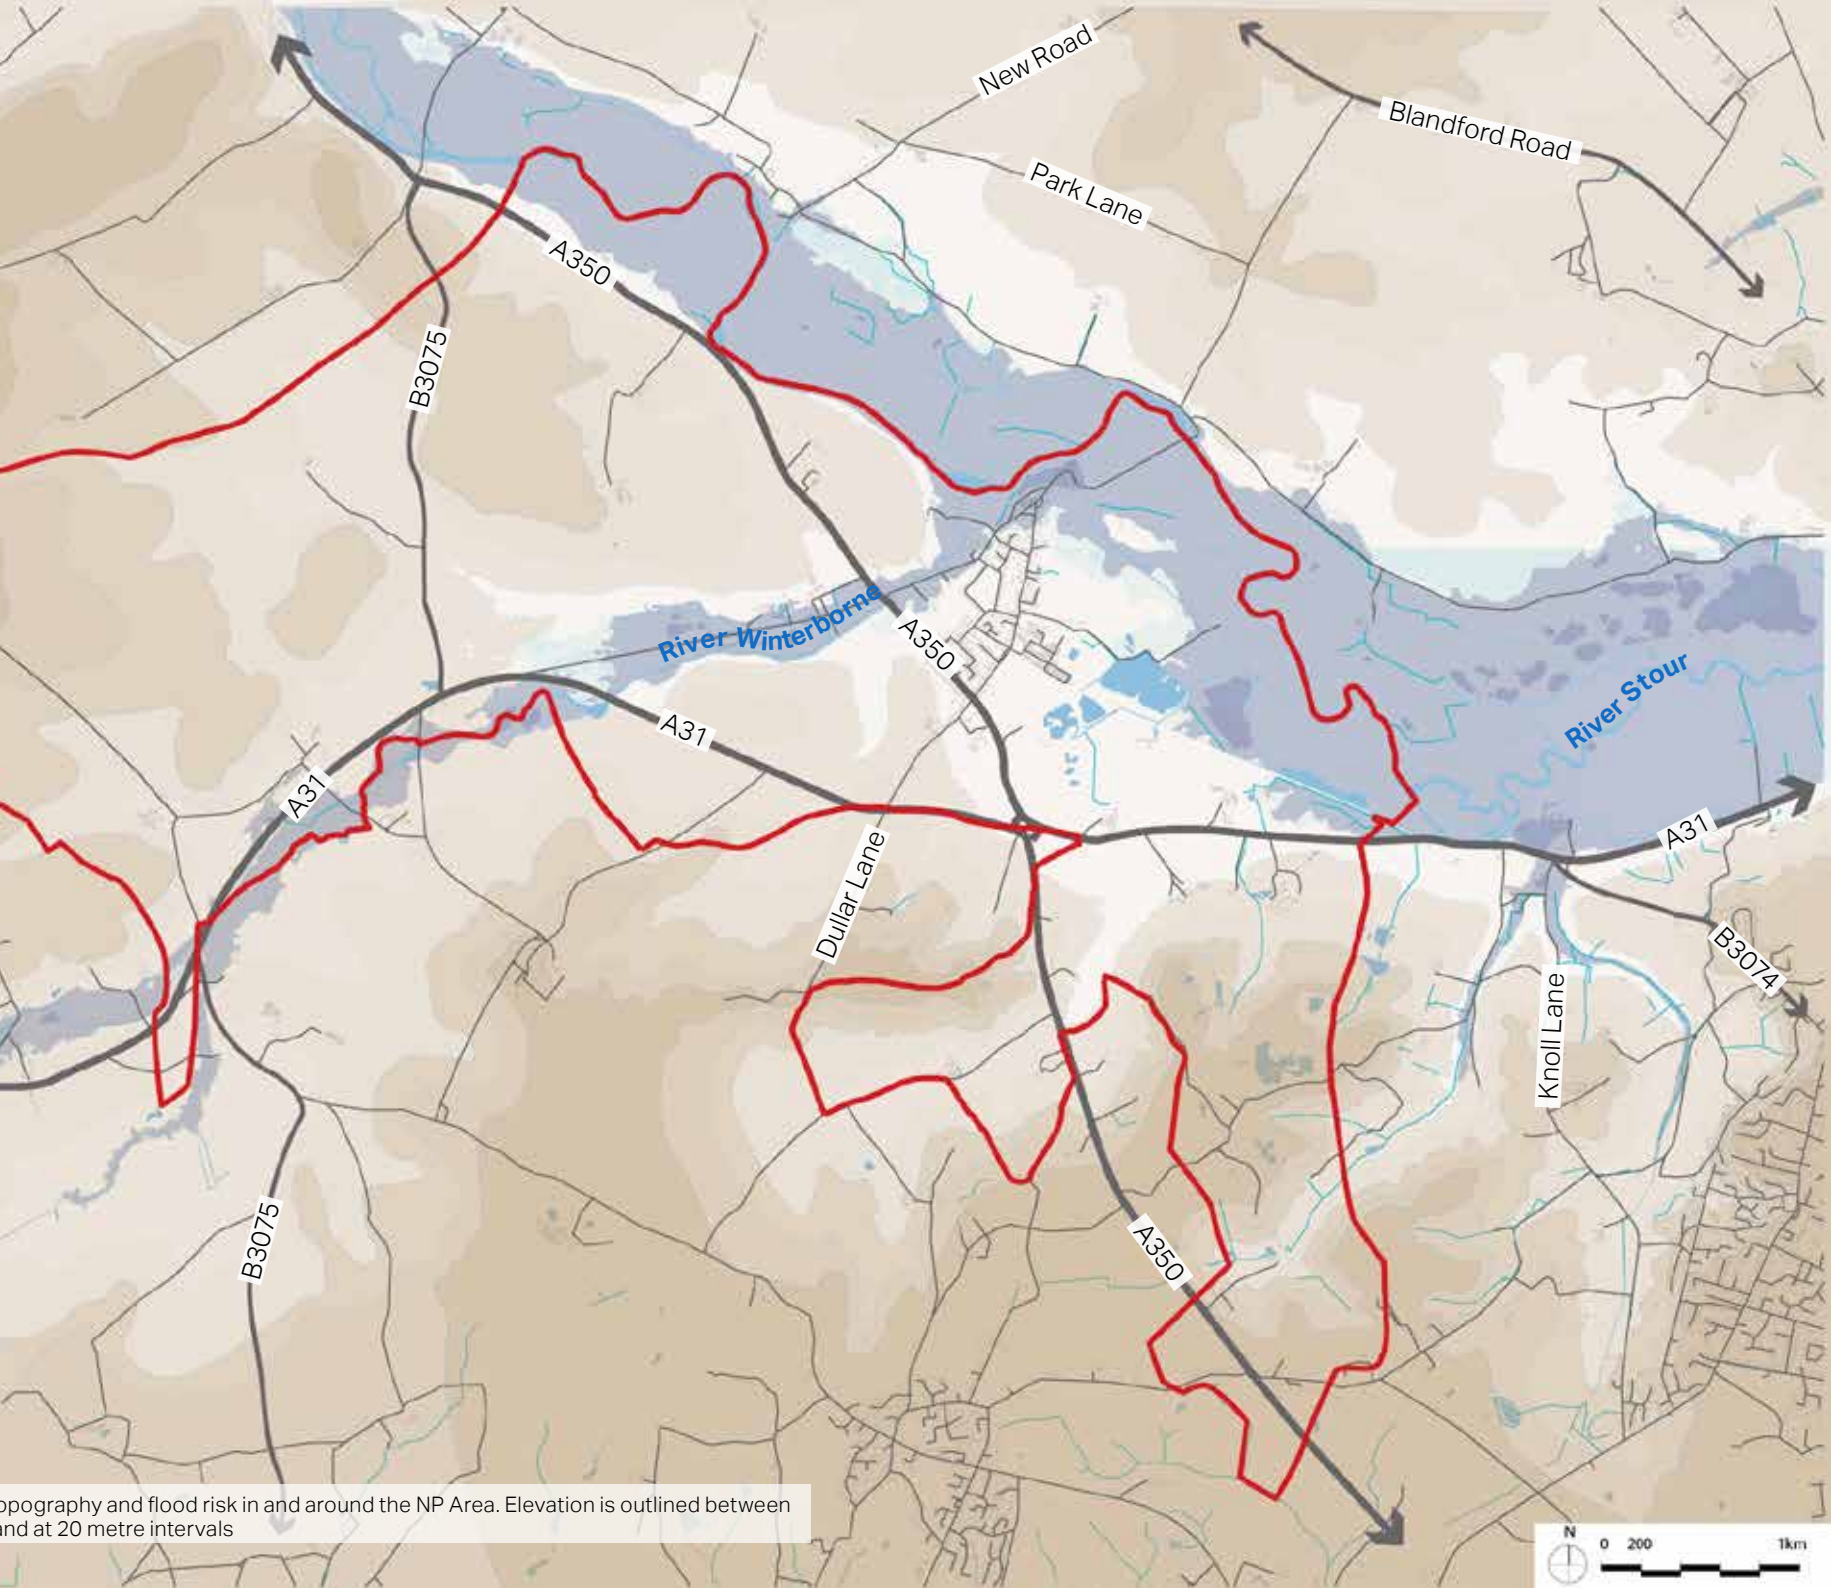 New Road
Blandford Road
Park Lane
A350
B3075
River Winterborne
A350
River Stour
A31
A31
A31
Dullar Lane
B3074
Knoll Lane
B3075
A350
opography and flood risk in and around the NP Area. Elevation is outlined between
and at 20 metre intervals
N
0 200 1km